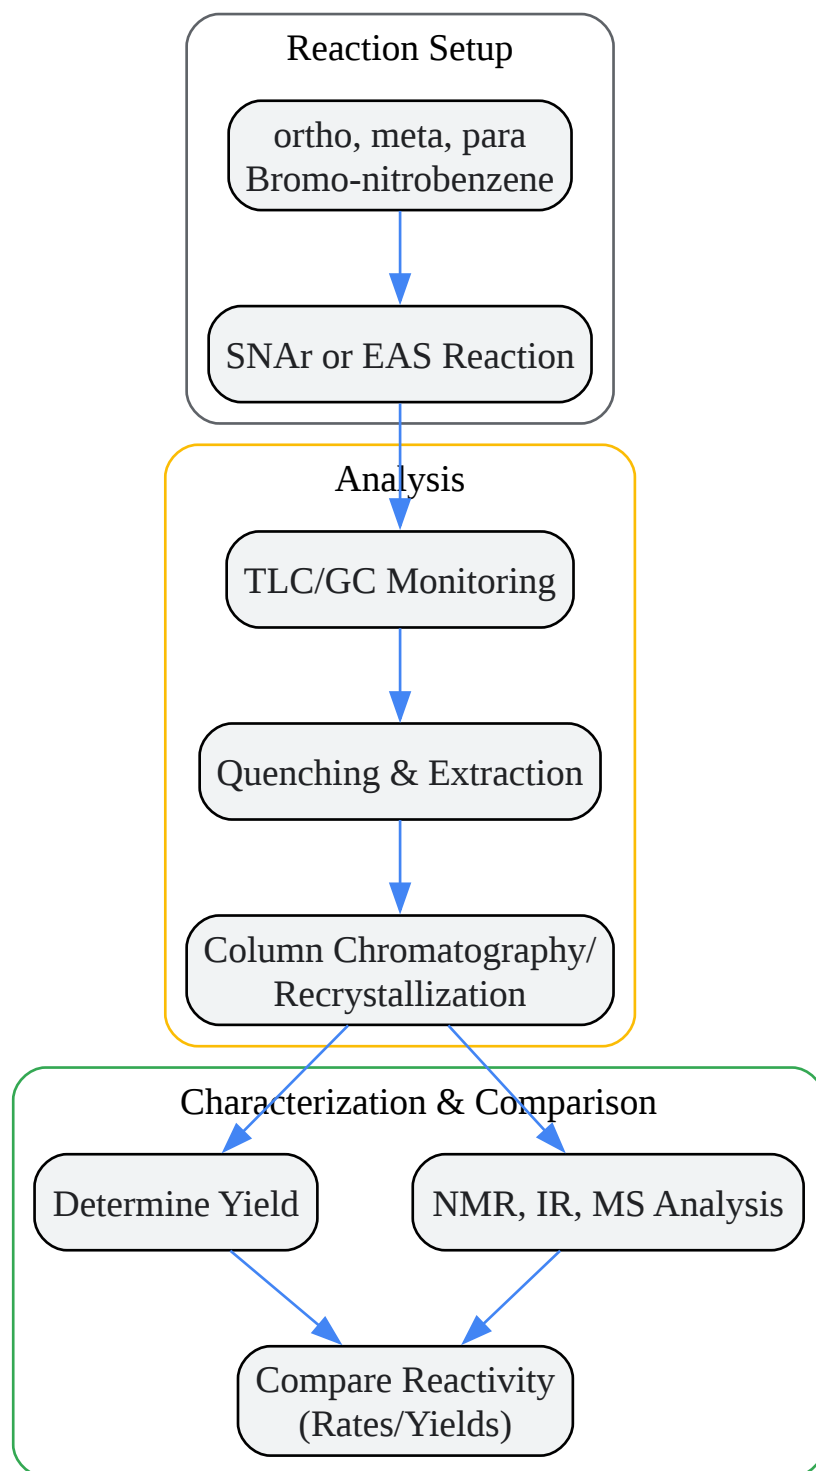 Reaction Setup
ortho, meta, para
Bromo-nitrobenzene
SNAr or EAS Reaction
Analysis
TLC/GC Monitoring
Quenching & Extraction
Column Chromatography/
Recrystallization
Characterization & Comparison
Determine Yield
NMR, IR, MS Analysis
Compare Reactivity
(Rates/Yields)